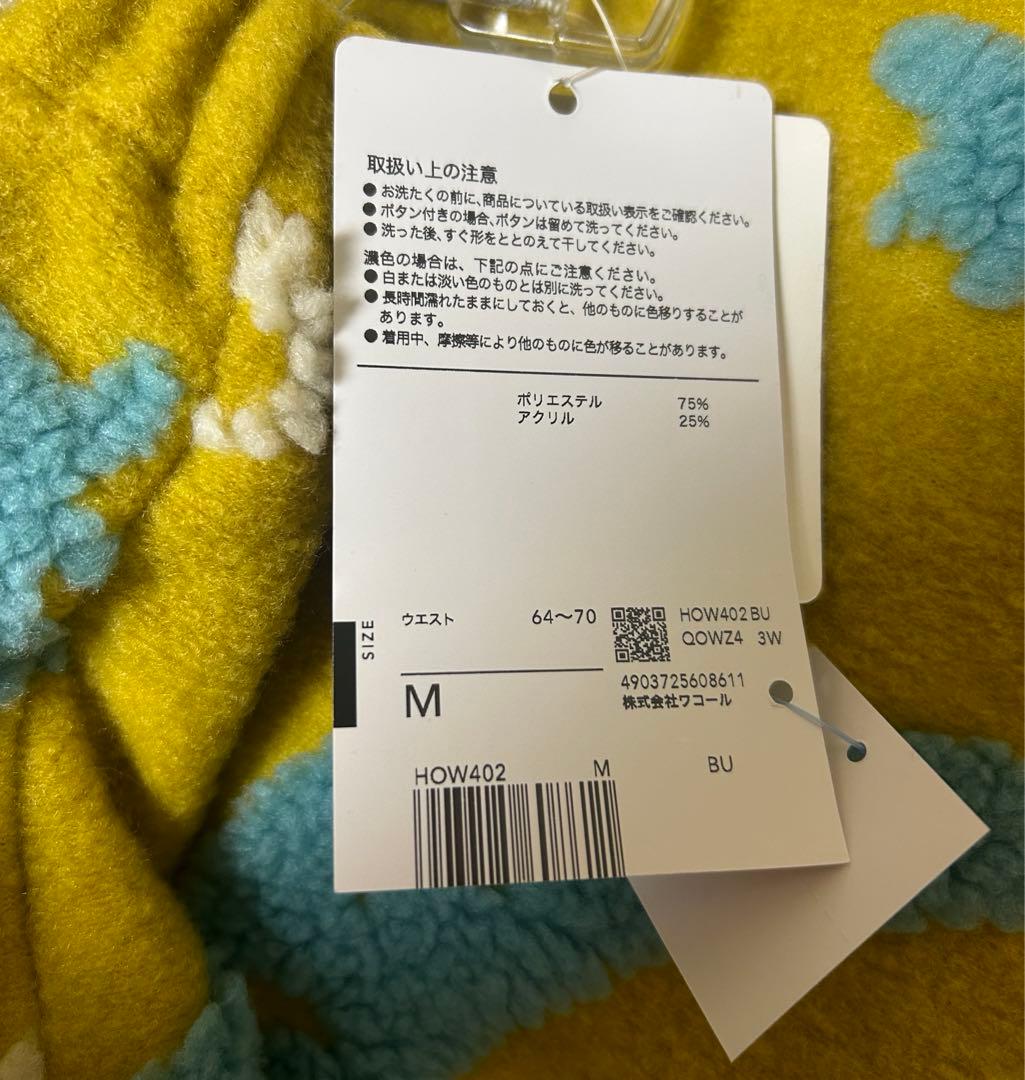 取扱い上の注意
● お洗たくの前に、商品についている取扱い表示をご確認ください。
● ボタン付きの場合、ボタンは留めて洗ってください。
● 洗った後、すぐ形をととのえて干してください。
濃色の場合は、下記の点にご注意ください。
● 白または淡い色のものとは別に洗ってください。
● 長時間濡れたままにしておくと、他のものに色移りすることが
あります。
● 着用中、摩擦等により他のものに色が移ることがあります。
ポリエステル 75%
アクリル 25%
SIZE
ウエスト 64〜70
M
HOW402 BU
QOWZ4 3W
4903725608611
株式会社ワコール
HOW402 M BU